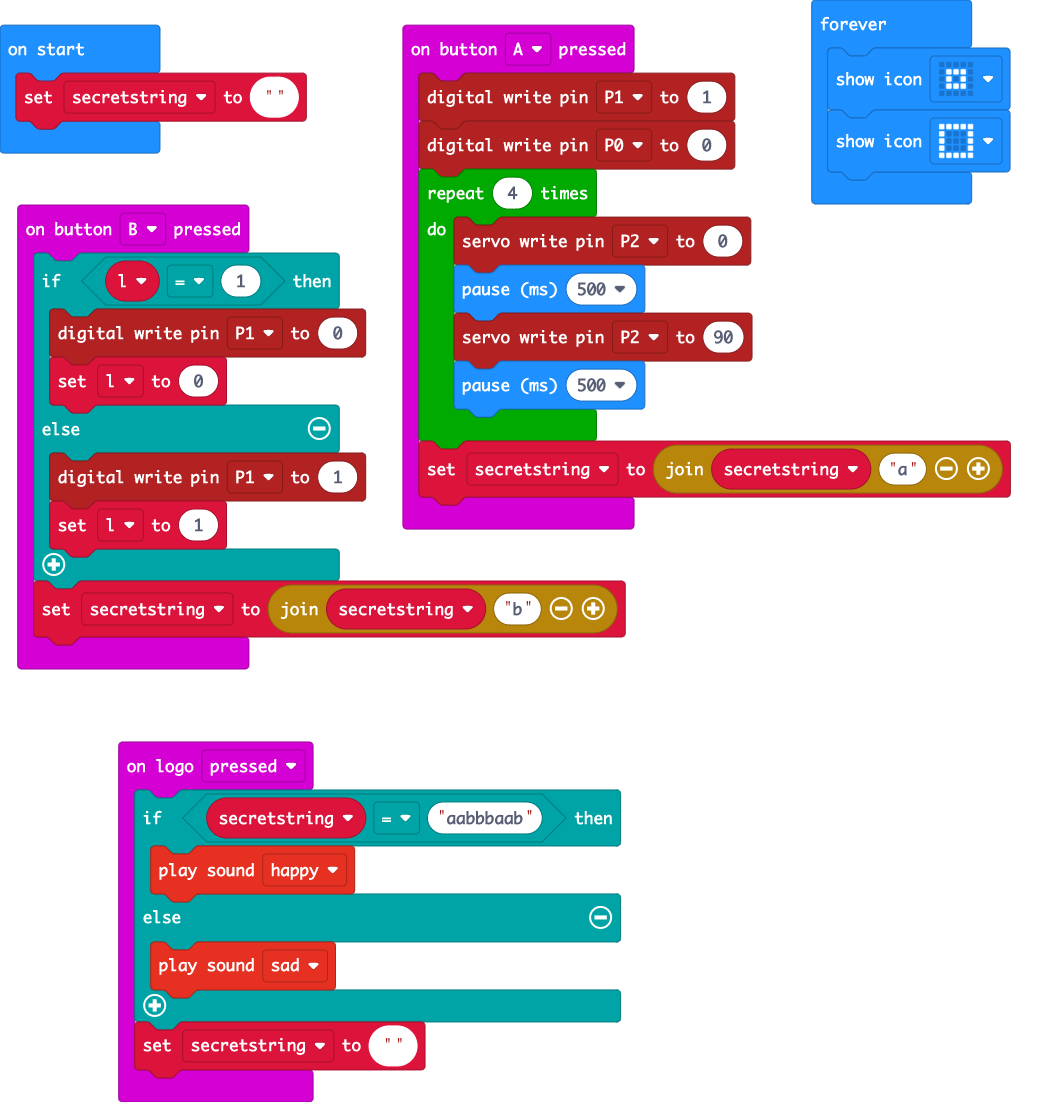 on start
set secretstring to " "
on button B pressed
if l = 1 then
digital write pin P1 to 0
set l to 0
else
digital write pin P1 to 1
set l to 1
set secretstring to join secretstring "b"
on button A pressed
digital write pin P1 to 1
digital write pin P0 to 0
repeat 4 times
do
servo write pin P2 to 0
pause (ms) 500
servo write pin P2 to 90
pause (ms) 500
set secretstring to join secretstring "a"
forever
show icon
show icon
on logo pressed
if secretstring = "aabbbaab" then
play sound happy
else
play sound sad
set secretstring to " "